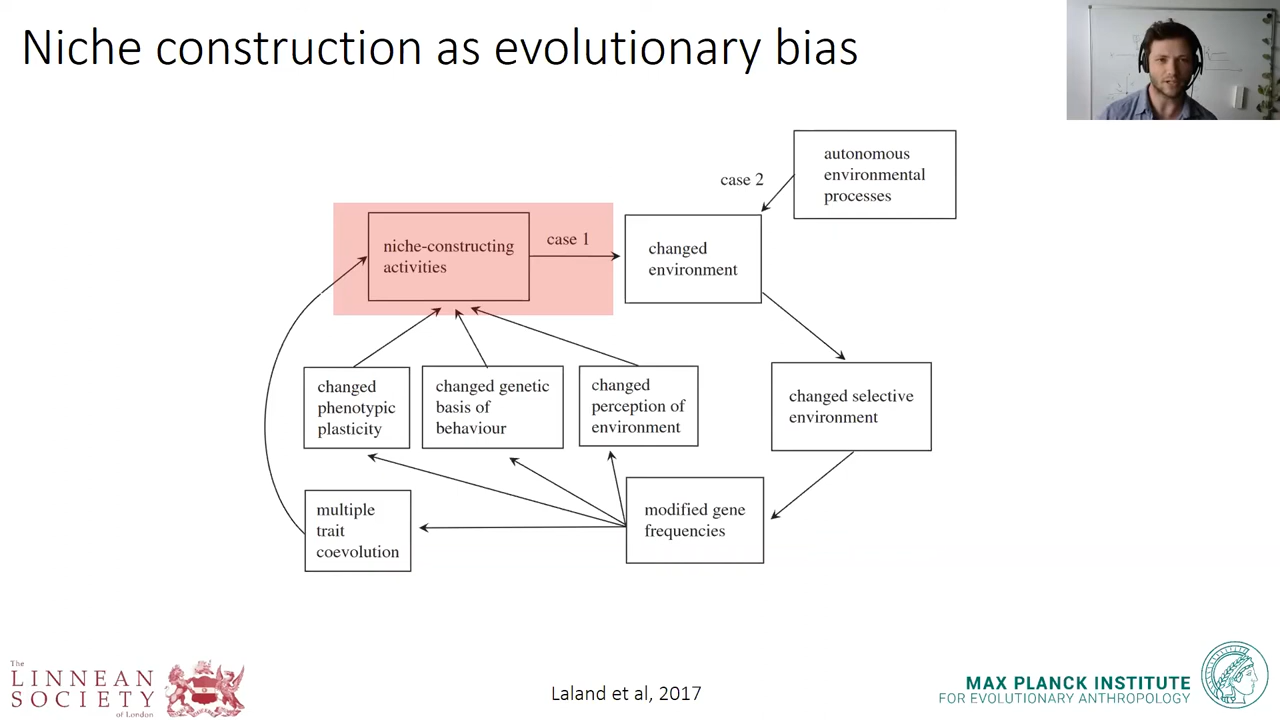 Niche construction as evolutionary bias
autonomous
environmental
processes
case 2
niche-constructing
activities
case 1
changed
environment
changed
phenotypic
plasticity
changed genetic
basis of
behaviour
changed
perception of
environment
changed selective
environment
multiple
trait
coevolution
modified gene
frequencies
The
LINNEAN
SOCIETY
of London
Laland et al, 2017
MAX PLANCK INSTITUTE
FOR EVOLUTIONARY ANTHROPOLOGY